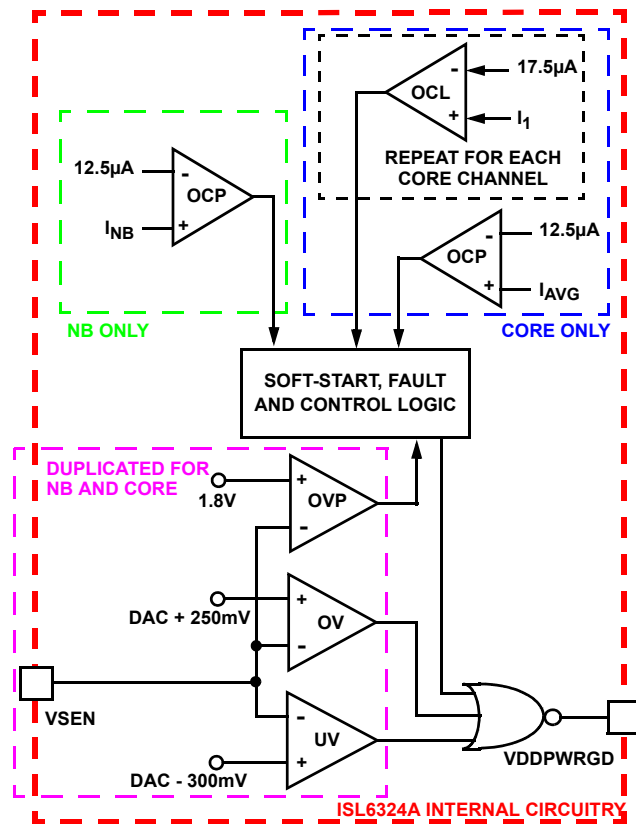 17.5µA
-
OCL
+
I1
REPEAT FOR EACH
CORE CHANNEL
12.5µA
-
OCP
+
INB
NB ONLY
-
12.5µA
OCP
+
IAVG
CORE ONLY
SOFT-START, FAULT
AND CONTROL LOGIC
DUPLICATED FOR
NB AND CORE
+
1.8V
OVP
-
+
DAC + 250mV
OV
-
VSEN
-
UV
+
DAC - 300mV
VDDPWRGD
ISL6324A INTERNAL CIRCUITRY